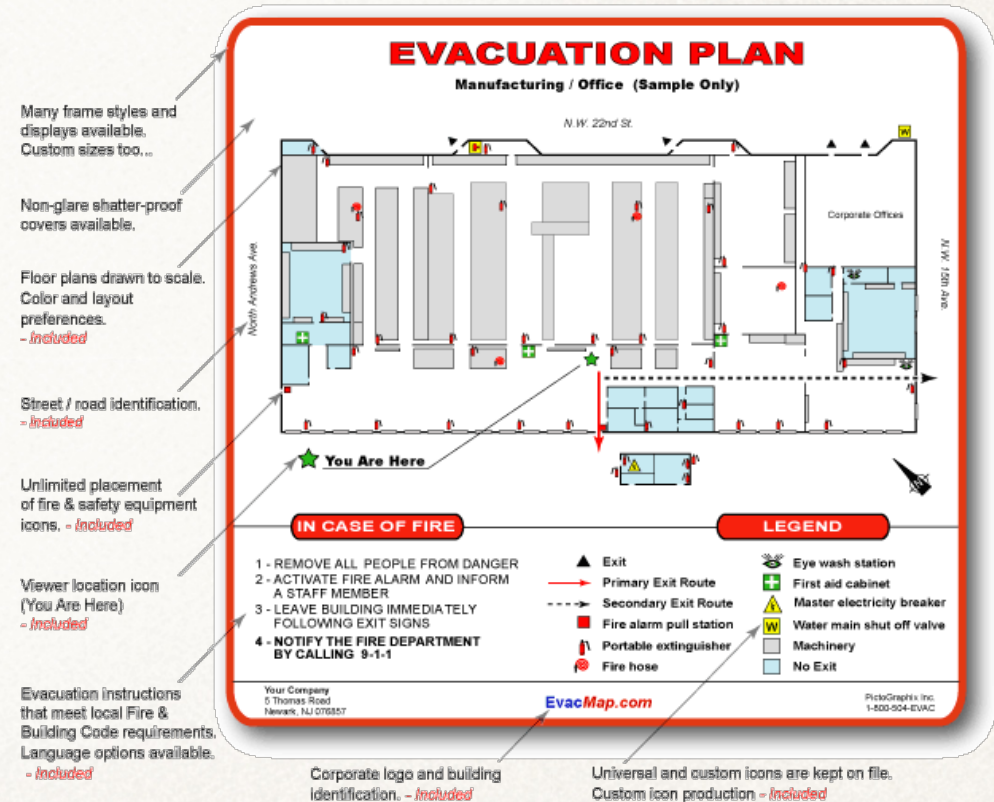 EVACUATION PLAN
Manufacturing / Office (Sample Only)
N.W. 22nd St.
W
Many frame styles and
displays available.
Custom sizes too...
Non-glare shatter-proof
covers available.
Corporate Offices
North Andrews Ave.
N.W. 15th Ave.
Floor plans drawn to scale.
Color and layout
preferences.
- Included
Street / road identification.
- Included
You Are Here
Unlimited placement
of fire & safety equipment
icons. - Included
Viewer location icon
(You Are Here)
- Included
Evacuation instructions
that meet local Fire &
Building Code requirements.
Language options available.
- Included
IN CASE OF FIRE
1 - REMOVE ALL PEOPLE FROM DANGER
2 - ACTIVATE FIRE ALARM AND INFORM
A STAFF MEMBER
3 - LEAVE BUILDING IMMEDIATELY
FOLLOWING EXIT SIGNS
4 - NOTIFY THE FIRE DEPARTMENT
BY CALLING 9-1-1
LEGEND
Exit
Primary Exit Route
Secondary Exit Route
Fire alarm pull station
Portable extinguisher
Fire hose
Eye wash station
First aid cabinet
Master electricity breaker
W Water main shut off valve
Machinery
No Exit
Your Company
5 Thomas Road
Newark, NJ 076857
EvacMap.com
PictoGraphix Inc.
1-800-504-EVAC
Corporate logo and building
identification. - Included
Universal and custom icons are kept on file.
Custom icon production - Included